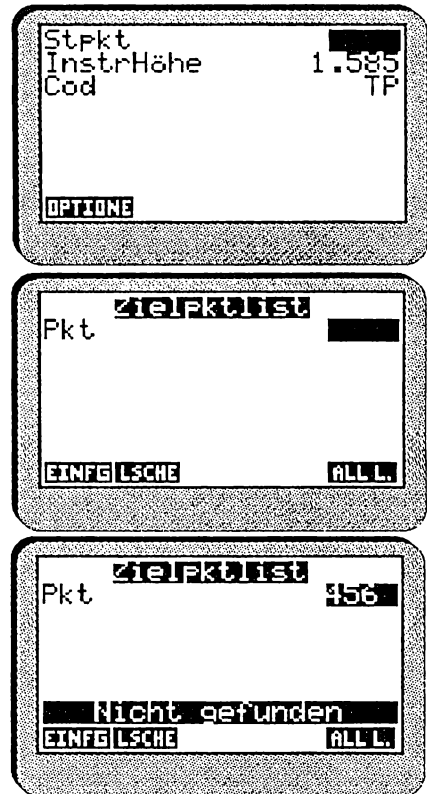 Stpkt
InstrHöhe 1.585
Cod TP
OPTIONE
Zielpktlist
Pkt
EINFG LSCHE ALL L.
Zielpktlist
Pkt 456
Nicht gefunden
EINFG LSCHE ALL L.